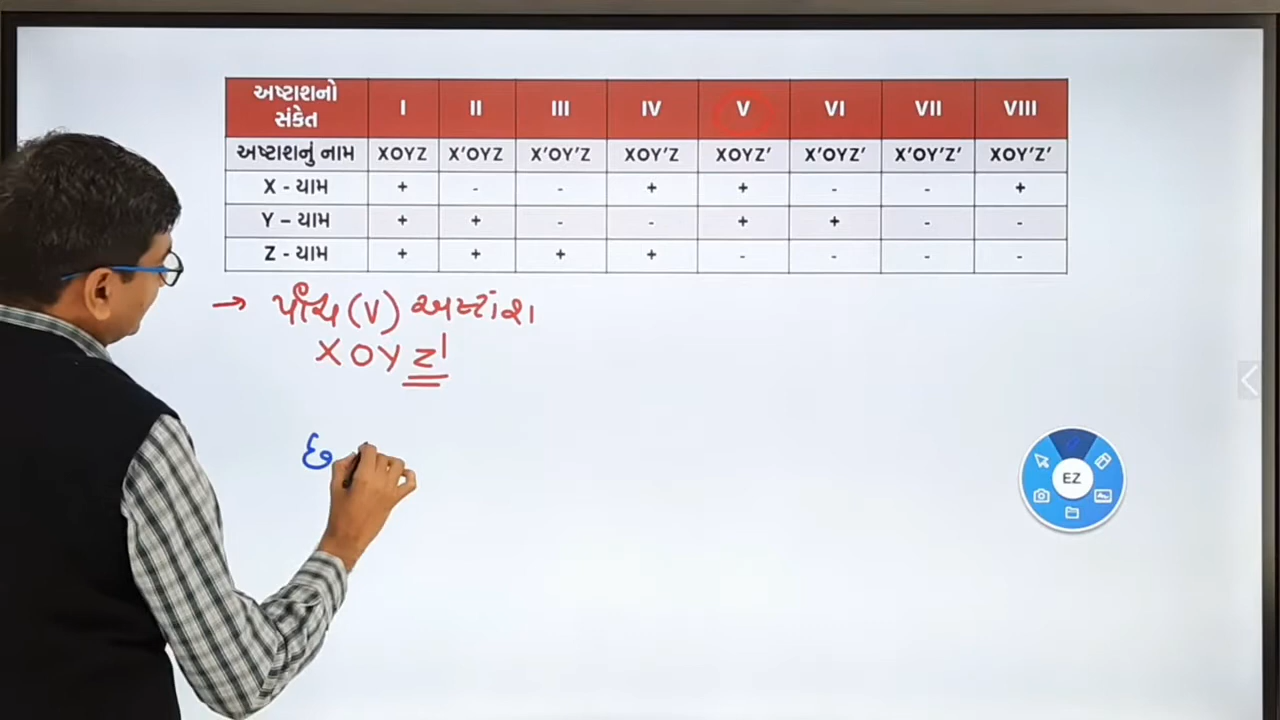 અષ્ટાશનો સંકેત I II III IV V VI VII VIII
અષ્ટાશનું નામ XOYZ X′OYZ X′OY′Z XOY′Z XOYZ′ X′OYZ′ X′OY′Z′ XOY′Z′
X - યામ + - - + + - - +
Y – યામ + + - - + + - -
Z - યામ + + + + - - - -
→ પાંચ (V) અષ્ટાંશ
XOYZ'
છ
EZ